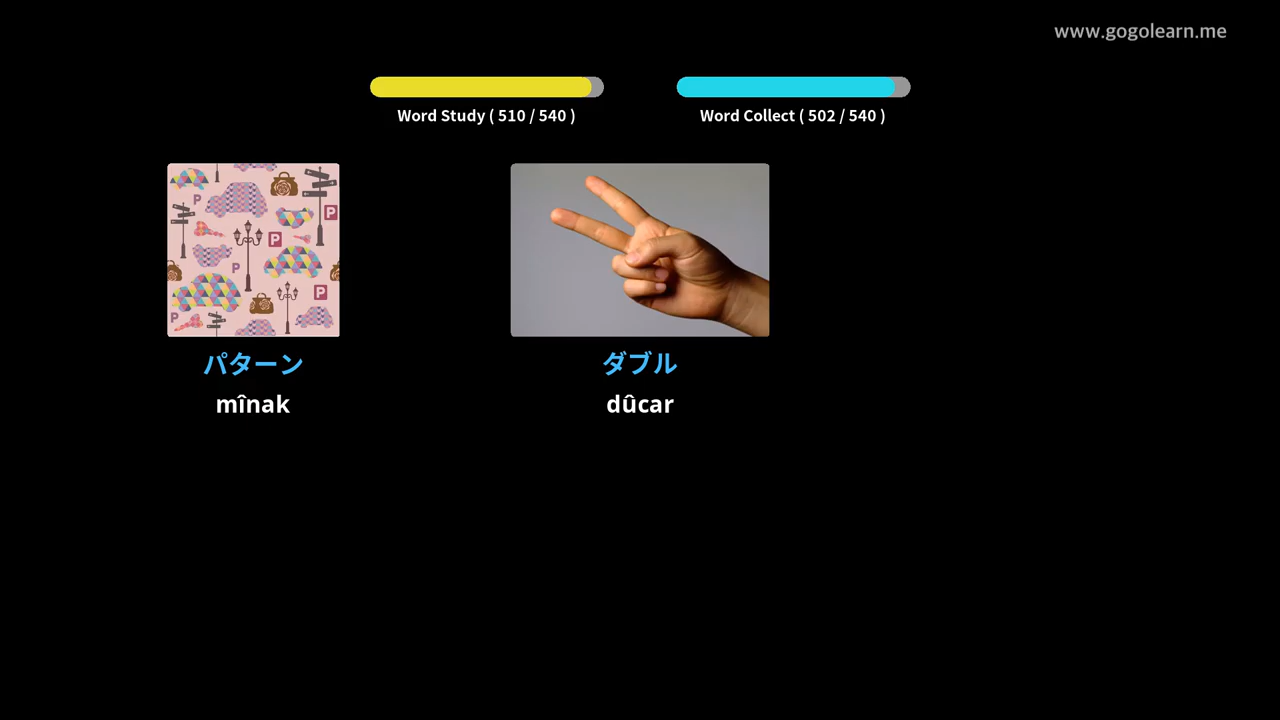 www.gogolearn.me
Word Study ( 510 / 540 )
Word Collect ( 502 / 540 )
P
P
P
P
P
P
パターン
ダブル
mînak
dûcar